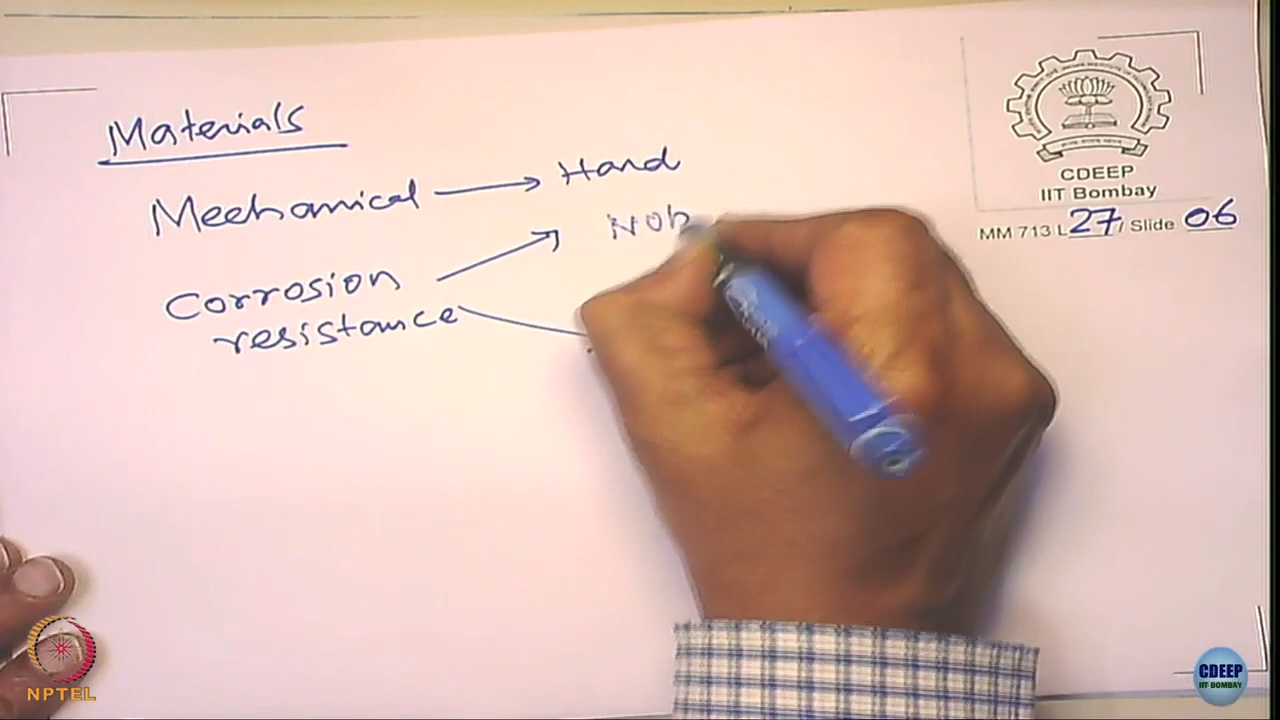 Materials
Mechanical → Hard
Corrosion → Nob
resistance
CDEEP
IIT Bombay
MM 713 L 27 / Slide 06
NPTEL
CDEEP
IIT BOMBAY